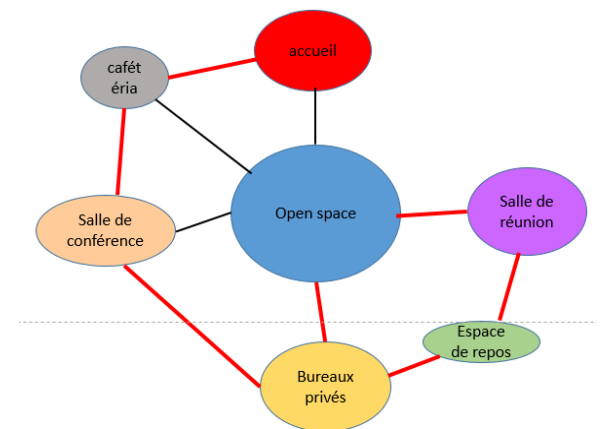 accueil
cafét
éria
Open space
Salle de
réunion
Salle de
conférence
Espace
de repos
Bureaux
privés